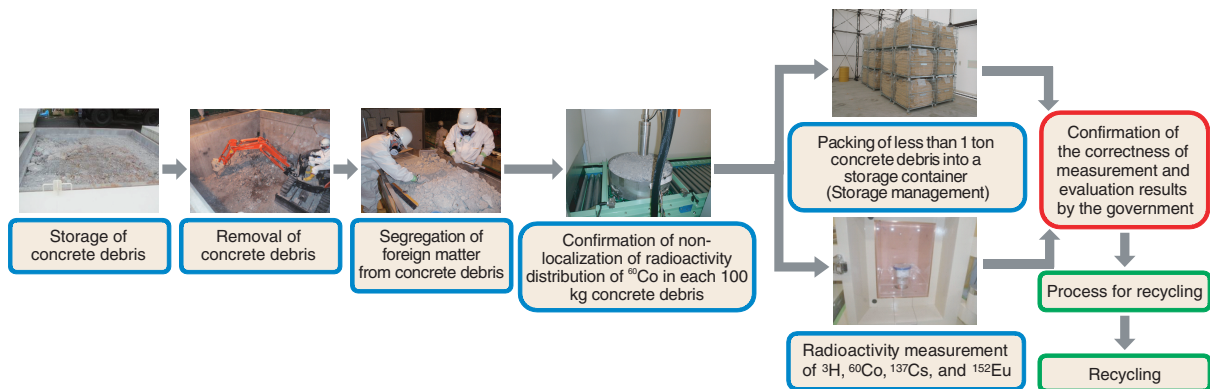 Storage of
concrete debris
Removal of
concrete debris
Segregation of
foreign matter
from concrete debris
Confirmation of non-
localization of radioactivity
distribution of ⁶⁰Co in each 100
kg concrete debris
Packing of less than 1 ton
concrete debris into a
storage container
(Storage management)
Radioactivity measurement
of ³H, ⁶⁰Co, ¹³⁷Cs, and ¹⁵²Eu
Confirmation of
the correctness of
measurement and
evaluation results
by the government
Process for recycling
Recycling